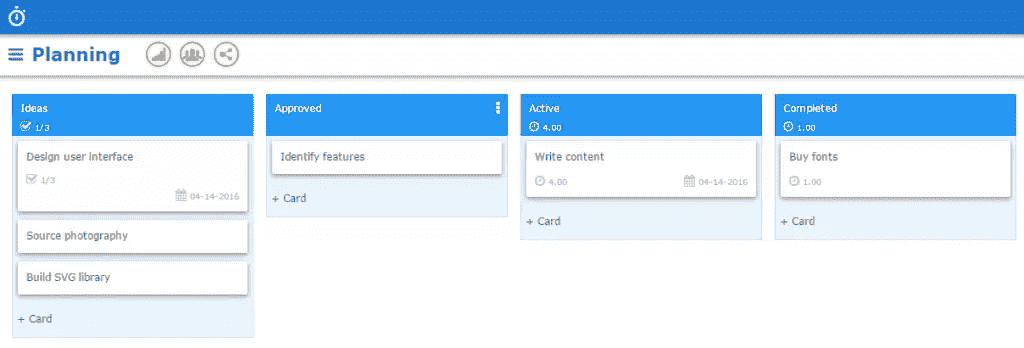 Planning
Ideas
1/3
Design user interface
1/3
04-14-2016
Source photography
Build SVG library
+ Card
Approved
Identify features
+ Card
Active
4.00
Write content
4.00 04-14-2016
+ Card
Completed
1.00
Buy fonts
1.00
+ Card